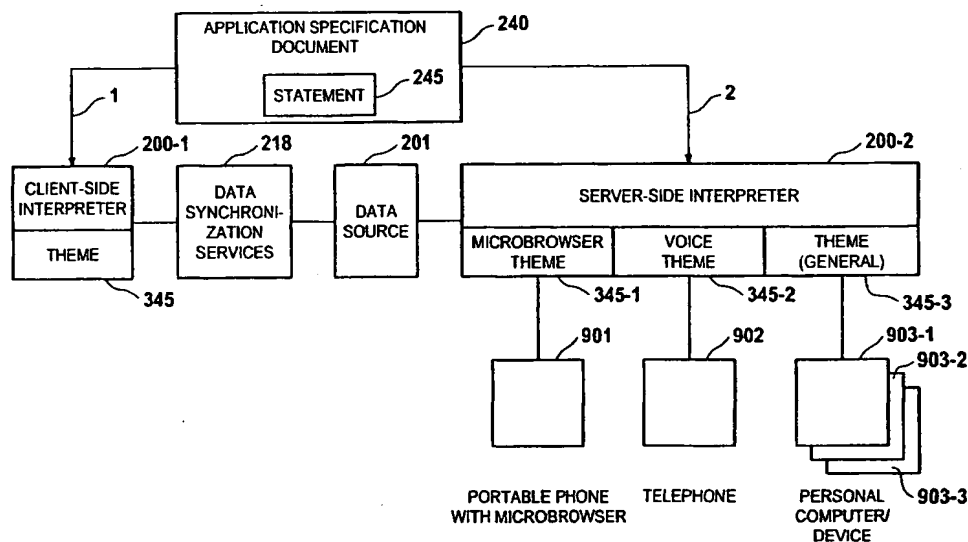 APPLICATION SPECIFICATION
DOCUMENT
240
STATEMENT
245
1
2
200-1
218
201
200-2
CLIENT-SIDE
INTERPRETER
THEME
345
DATA
SYNCHRONI-
ZATION
SERVICES
DATA
SOURCE
SERVER-SIDE INTERPRETER
MICROBROWSER
THEME
VOICE
THEME
THEME
(GENERAL)
345-1
345-2
345-3
901
902
903-1
903-2
903-3
PORTABLE PHONE
WITH MICROBROWSER
TELEPHONE
PERSONAL
COMPUTER/
DEVICE